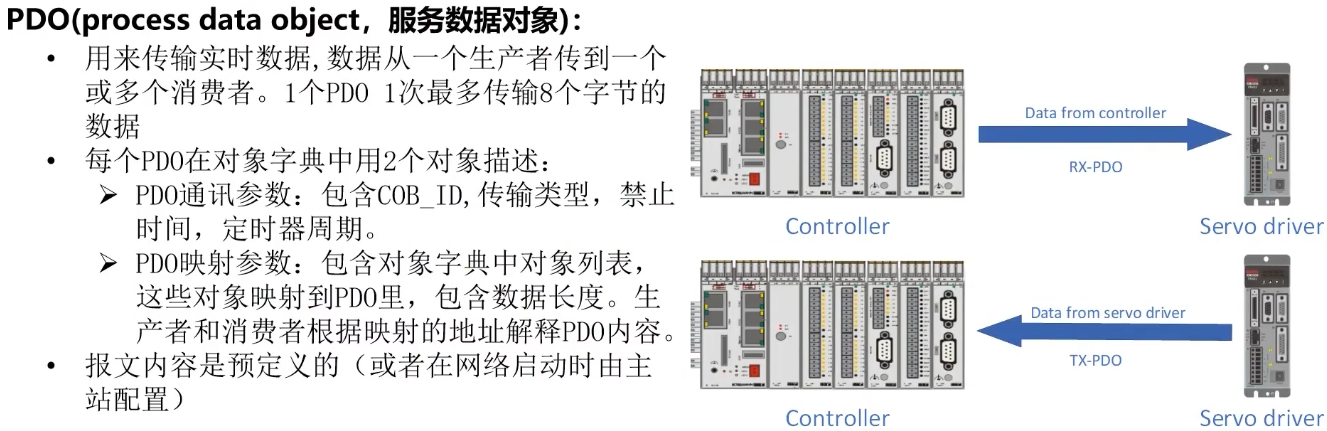 PDO(process data object，服务数据对象)：
• 用来传输实时数据,数据从一个生产者传到一个
或多个消费者。1个PDO 1次最多传输8个字节的
数据
• 每个PDO在对象字典中用2个对象描述：
➢ PDO通讯参数：包含COB_ID,传输类型，禁止
时间，定时器周期。
➢ PDO映射参数：包含对象字典中对象列表，
这些对象映射到PDO里，包含数据长度。生
产者和消费者根据映射的地址解释PDO内容。
• 报文内容是预定义的（或者在网络启动时由主
站配置）
Data from controller
RX-PDO
Controller
Servo driver
Data from servo driver
TX-PDO
Controller
Servo driver